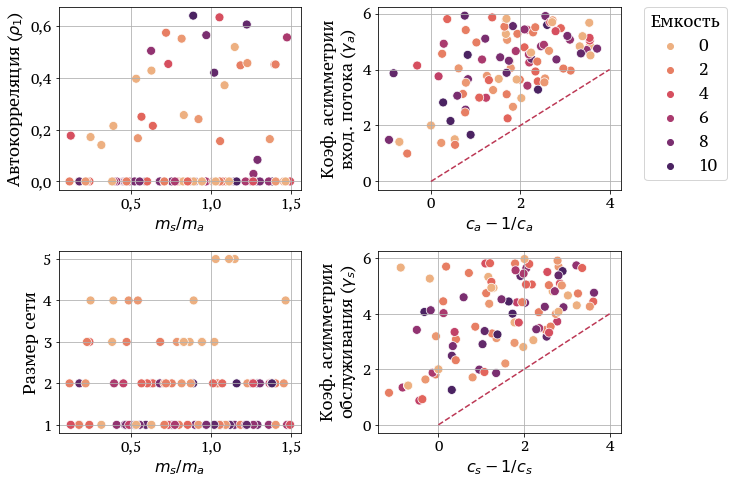 Автокорреляция (ρ₁)
0,6
0,4
0,2
0,0
0,5 1,0 1,5
mₛ/mₐ
Коэф. асимметрии
вход. потока (γₐ)
6
4
2
0
0 2 4
cₐ − 1/cₐ
Емкость
0
2
4
6
8
10
Размер сети
5
4
3
2
1
0,5 1,0 1,5
mₛ/mₐ
Коэф. асимметрии
обслуживания (γₛ)
6
4
2
0
0 2 4
cₛ − 1/cₛ